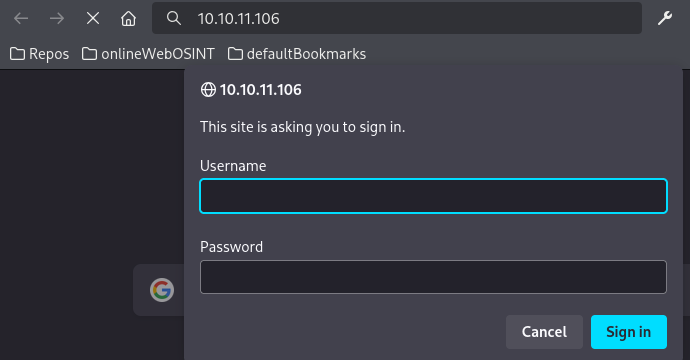 10.10.11.106
Repos onlineWebOSINT defaultBookmarks
10.10.11.106
This site is asking you to sign in.
Username
Password
Cancel Sign in